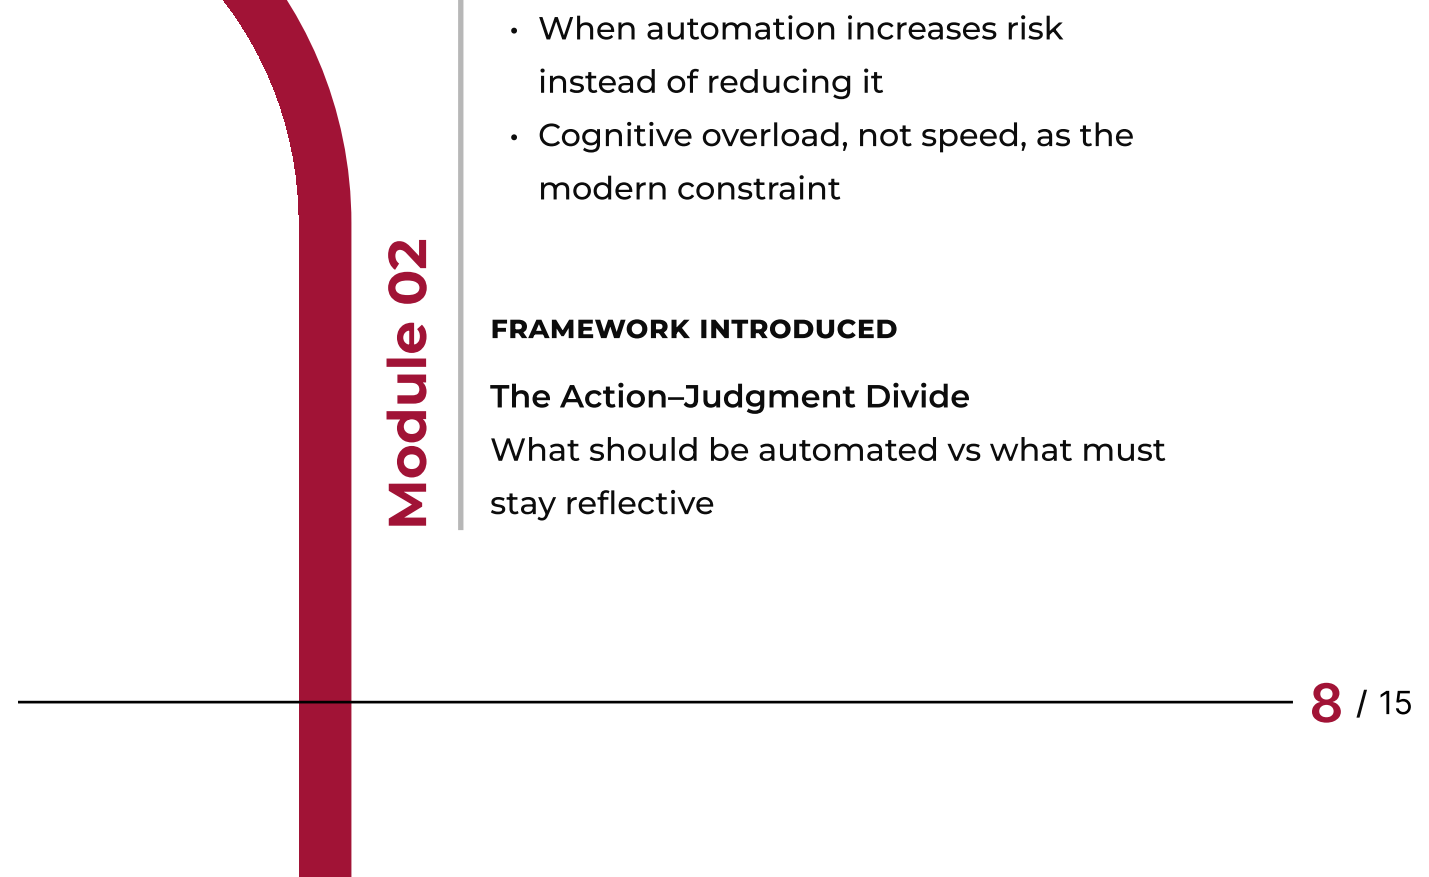 • When automation increases risk
instead of reducing it
• Cognitive overload, not speed, as the
modern constraint
Module 02
FRAMEWORK INTRODUCED
The Action–Judgment Divide
What should be automated vs what must
stay reflective
8 / 15